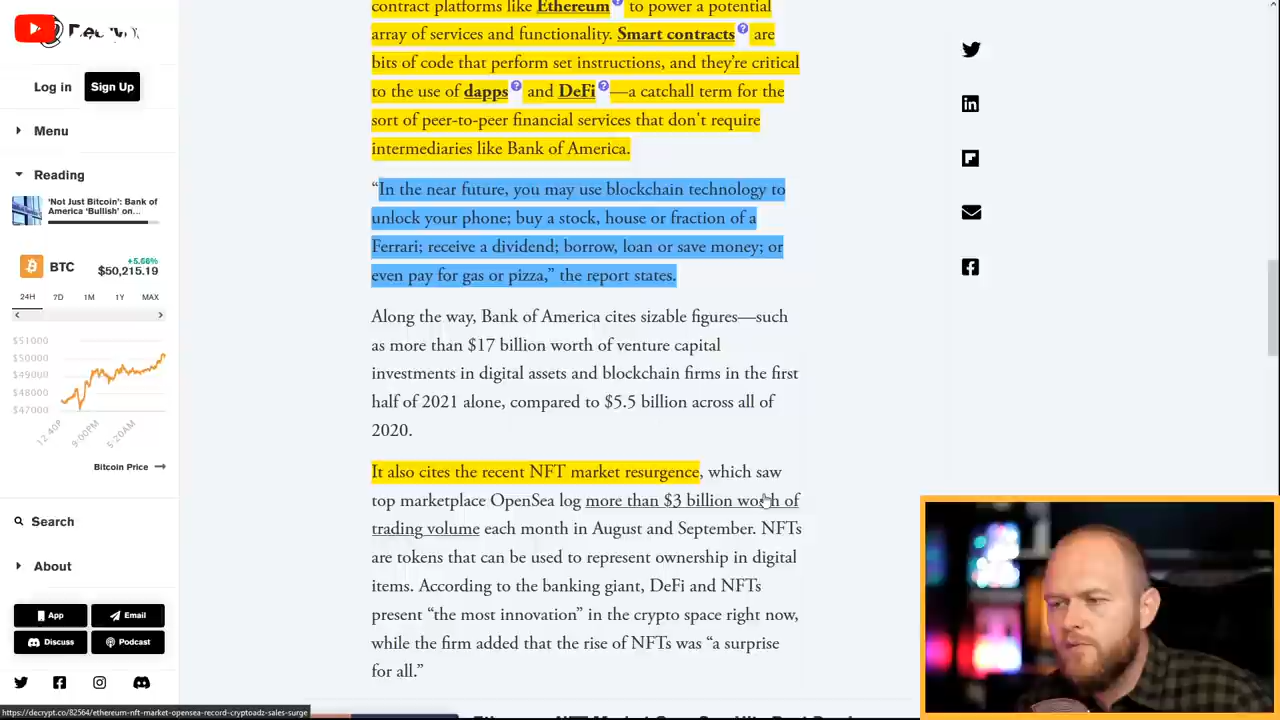 Log in
Sign Up
Menu
Reading
'Not Just Bitcoin': Bank of
America 'Bullish' on...
BTC
+5.66%
$50,215.19
24H 7D 1M 1Y MAX
$51000
$50000
$49000
$48000
$47000
12:40P 9:00PM 5:20AM
Bitcoin Price
Search
About
App
Email
Discuss
Podcast
https://decrypt.co/82564/ethereum-nft-market-opensea-record-cryptoadz-sales-surge
contract platforms like Ethereum ? to power a potential
array of services and functionality. Smart contracts ? are
bits of code that perform set instructions, and they're critical
to the use of dapps ? and DeFi ?—a catchall term for the
sort of peer-to-peer financial services that don't require
intermediaries like Bank of America.
“In the near future, you may use blockchain technology to
unlock your phone; buy a stock, house or fraction of a
Ferrari; receive a dividend; borrow, loan or save money; or
even pay for gas or pizza,” the report states.
Along the way, Bank of America cites sizable figures—such
as more than $17 billion worth of venture capital
investments in digital assets and blockchain firms in the first
half of 2021 alone, compared to $5.5 billion across all of
2020.
It also cites the recent NFT market resurgence, which saw
top marketplace OpenSea log more than $3 billion worth of
trading volume each month in August and September. NFTs
are tokens that can be used to represent ownership in digital
items. According to the banking giant, DeFi and NFTs
present “the most innovation” in the crypto space right now,
while the firm added that the rise of NFTs was “a surprise
for all.”